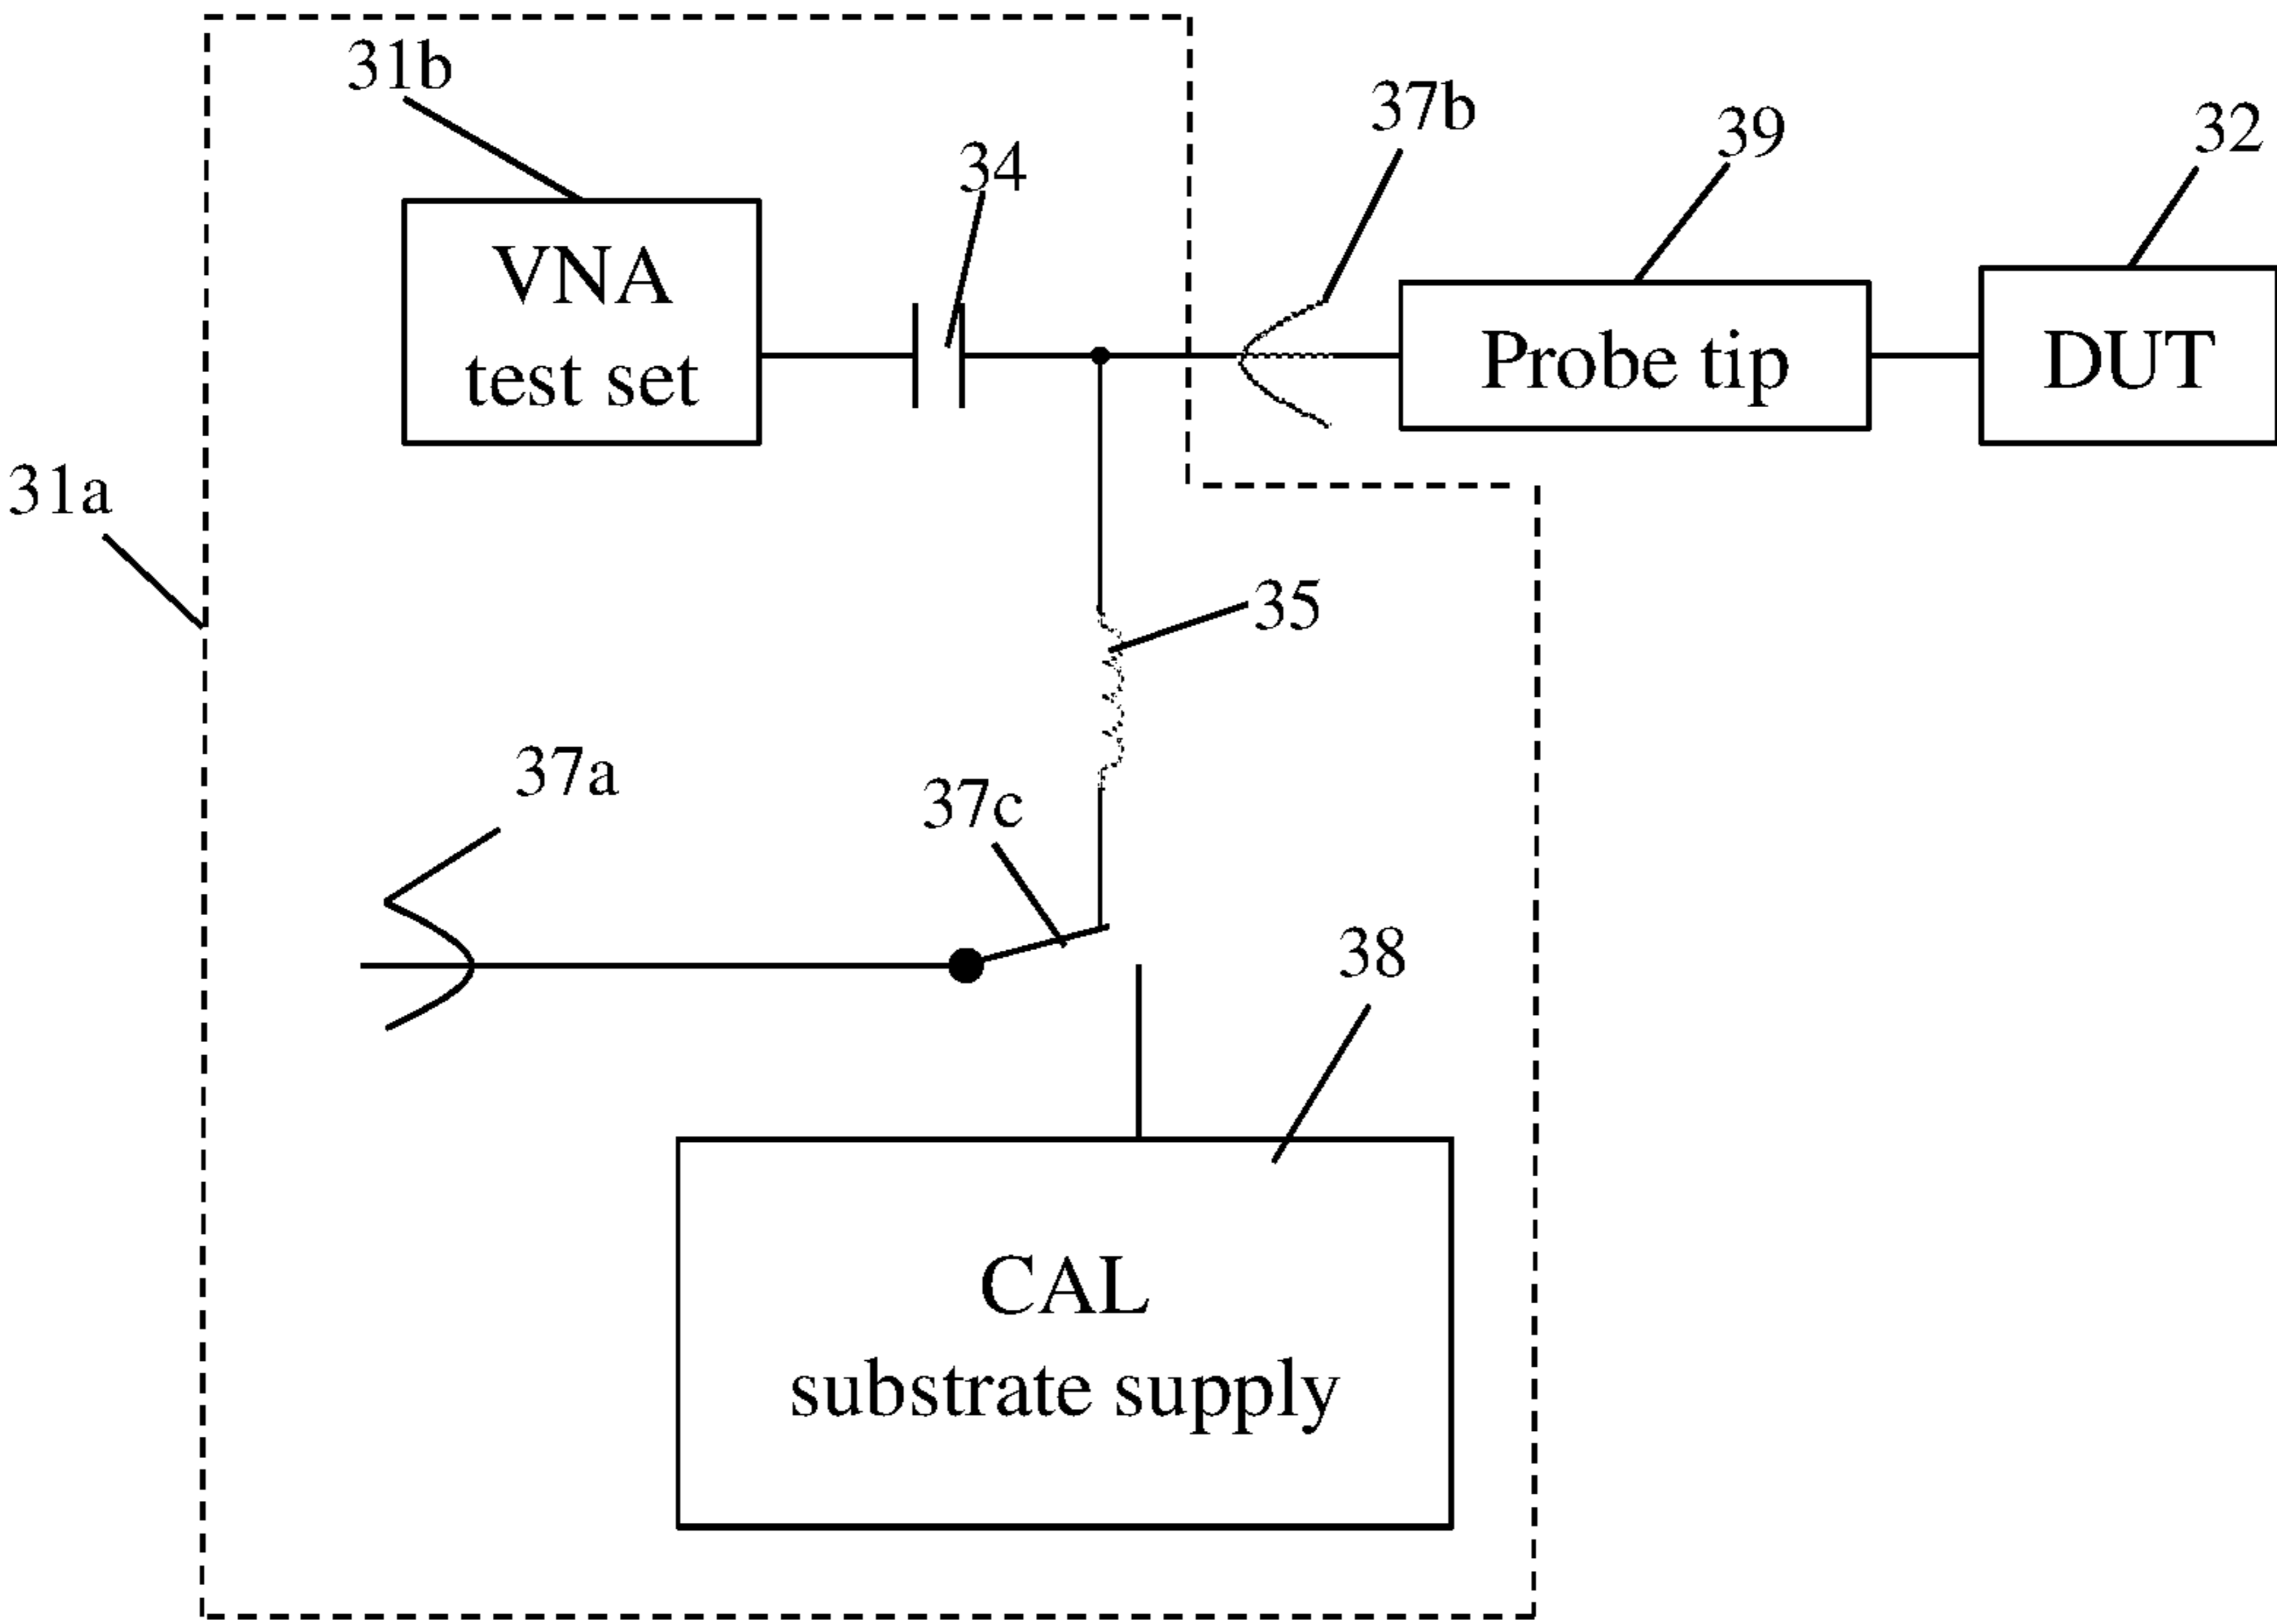 31b
37b
39
32
34
VNA
test set
Probe tip
DUT
31a
35
37a
37c
38
CAL
substrate supply